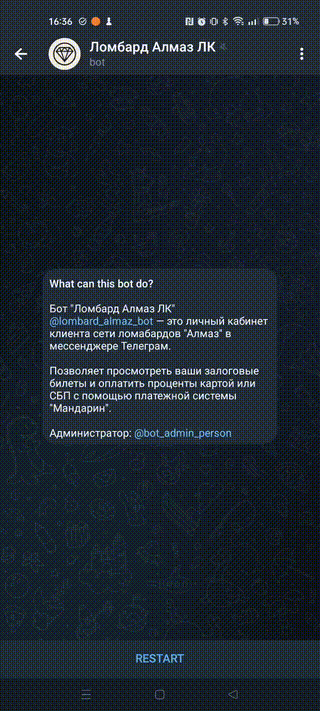 16:36
31%
Ломбард Алмаз ЛК
bot
What can this bot do?
Бот "Ломбард Алмаз ЛК"
@lombard_almaz_bot — это личный кабинет
клиента сети ломабардов "Алмаз" в
мессенджере Телеграм.
Позволяет просмотреть ваши залоговые
билеты и оплатить проценты картой или
СБП с помощью платежной системы
"Мандарин".
Администратор: @bot_admin_person
RESTART